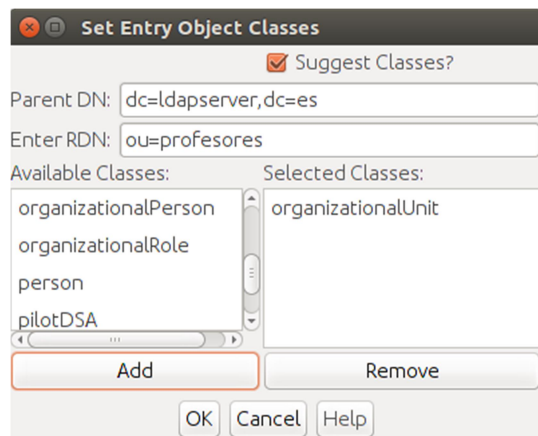 Set Entry Object Classes
Suggest Classes?
Parent DN: dc=ldapserver,dc=es
Enter RDN: ou=profesores
Available Classes: Selected Classes:
organizationalPerson organizationalUnit
organizationalRole
person
pilotDSA
Add Remove
OK Cancel Help